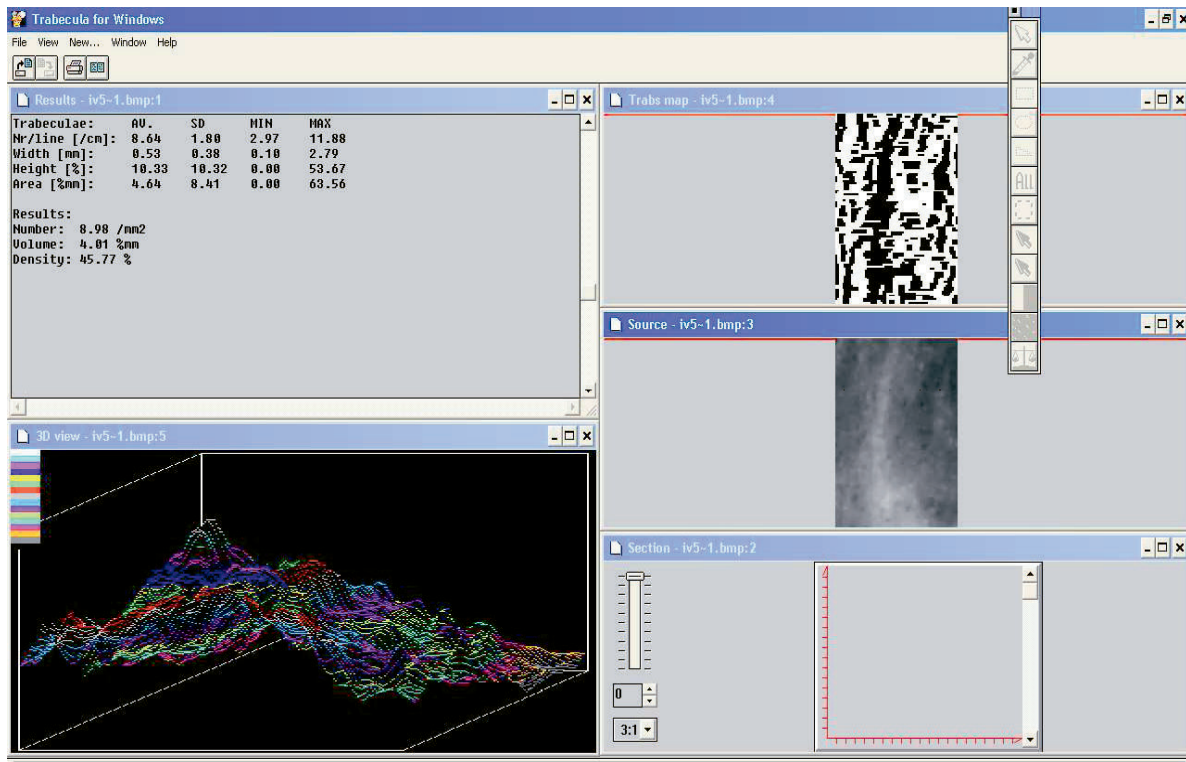 Trabecula for Windows
File View New... Window Help
Results - iv5~1.bmp:1
Trabeculae: AV. SD MIN MAX
Nr/line [/cm]: 8.64 1.80 2.97 11.88
Width [mm]: 0.53 0.38 0.10 2.79
Height [%]: 10.33 10.32 0.00 53.67
Area [%mm]: 4.64 8.41 0.00 63.56
Results:
Number: 8.98 /mm2
Volume: 4.01 %mm
Density: 45.77 %
Trabs map - iv5~1.bmp:4
All
Source - iv5~1.bmp:3
3D view - iv5~1.bmp:5
Section - iv5~1.bmp:2
0
3:1